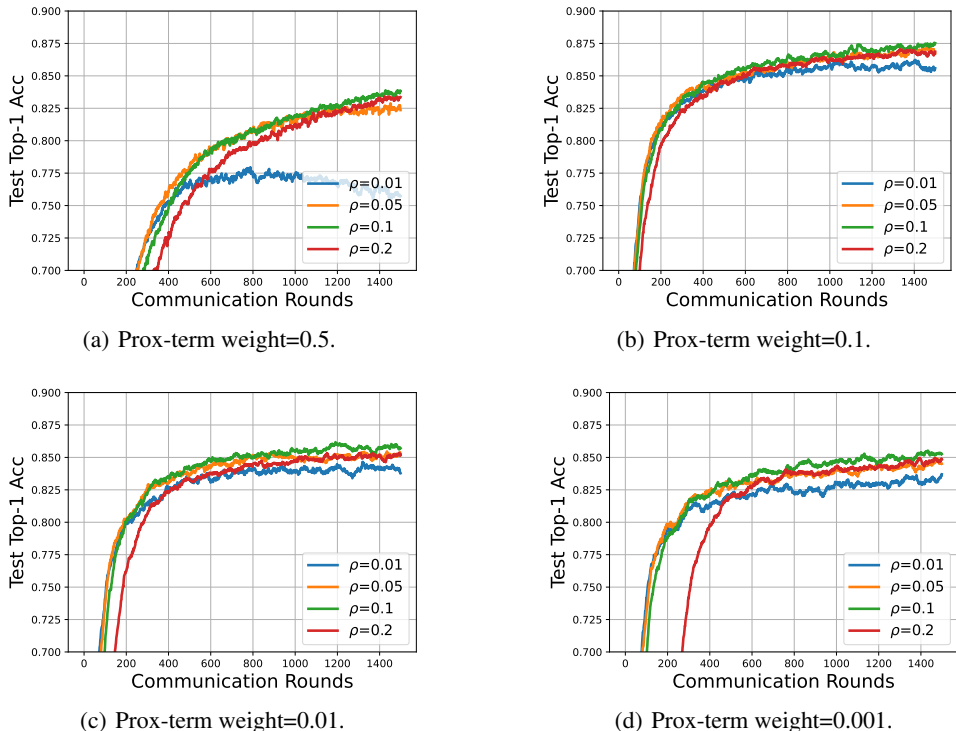 0.900
0.875
0.850
0.825
0.800
0.775
0.750
0.725
0.700
Test Top-1 Acc
0 200 400 600 800 1000 1200 1400
Communication Rounds
ρ=0.01
ρ=0.05
ρ=0.1
ρ=0.2
(a) Prox-term weight=0.5.
0.900
0.875
0.850
0.825
0.800
0.775
0.750
0.725
0.700
Test Top-1 Acc
0 200 400 600 800 1000 1200 1400
Communication Rounds
ρ=0.01
ρ=0.05
ρ=0.1
ρ=0.2
(b) Prox-term weight=0.1.
0.900
0.875
0.850
0.825
0.800
0.775
0.750
0.725
0.700
Test Top-1 Acc
0 200 400 600 800 1000 1200 1400
Communication Rounds
ρ=0.01
ρ=0.05
ρ=0.1
ρ=0.2
(c) Prox-term weight=0.01.
0.900
0.875
0.850
0.825
0.800
0.775
0.750
0.725
0.700
Test Top-1 Acc
0 200 400 600 800 1000 1200 1400
Communication Rounds
ρ=0.01
ρ=0.05
ρ=0.1
ρ=0.2
(d) Prox-term weight=0.001.